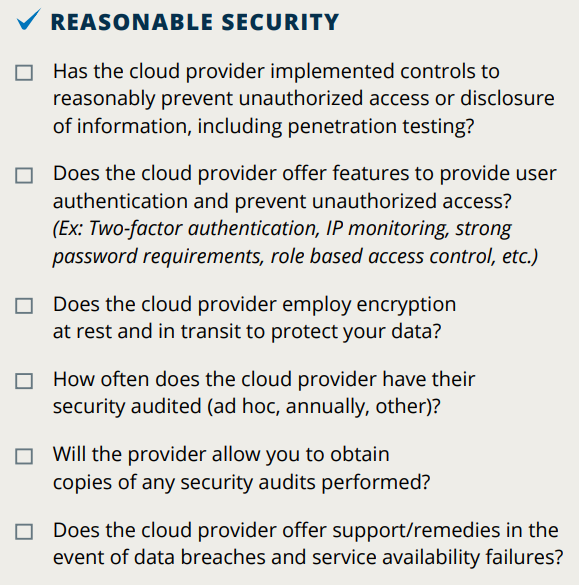 REASONABLE SECURITY
Has the cloud provider implemented controls to
reasonably prevent unauthorized access or disclosure
of information, including penetration testing?
Does the cloud provider offer features to provide user
authentication and prevent unauthorized access?
(Ex: Two-factor authentication, IP monitoring, strong
password requirements, role based access control, etc.)
Does the cloud provider employ encryption
at rest and in transit to protect your data?
How often does the cloud provider have their
security audited (ad hoc, annually, other)?
Will the provider allow you to obtain
copies of any security audits performed?
Does the cloud provider offer support/remedies in the
event of data breaches and service availability failures?